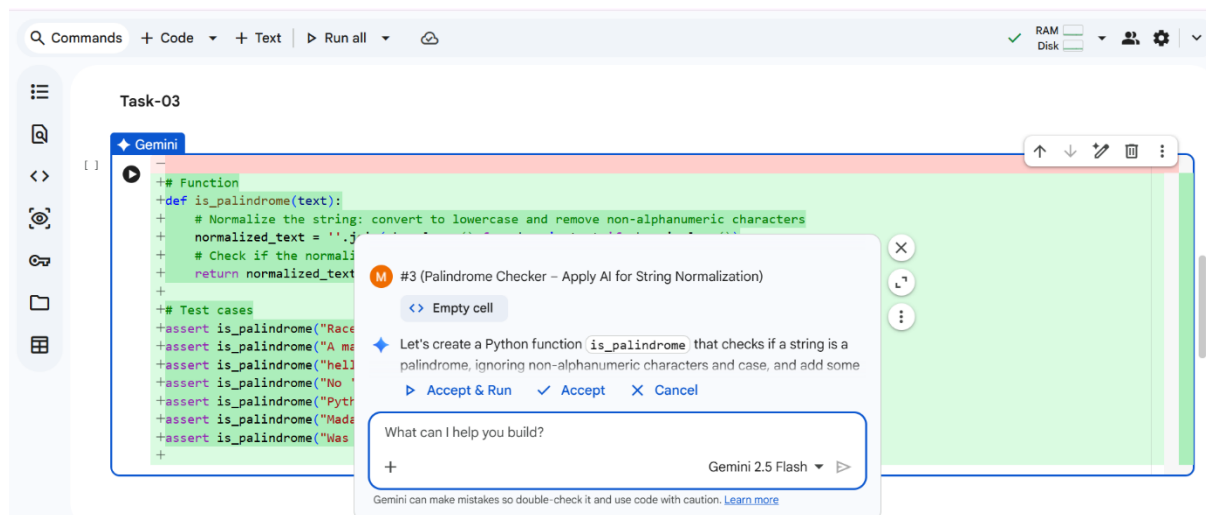 Commands + Code + Text Run all RAM Disk
Task-03
Gemini
[ ]
-
+# Function
+def is_palindrome(text):
+    # Normalize the string: convert to lowercase and remove non-alphanumeric characters
+    normalized_text = ''.j
+    # Check if the normali
+    return normalized_text
+
+# Test cases
+assert is_palindrome("Race
+assert is_palindrome("A ma
+assert is_palindrome("hell
+assert is_palindrome("No '
+assert is_palindrome("Pyth
+assert is_palindrome("Mada
+assert is_palindrome("Was
+
M #3 (Palindrome Checker – Apply AI for String Normalization)
<> Empty cell
Let's create a Python function is_palindrome that checks if a string is a
palindrome, ignoring non-alphanumeric characters and case, and add some
Accept & Run Accept Cancel
What can I help you build?
+ Gemini 2.5 Flash
Gemini can make mistakes so double-check it and use code with caution. Learn more